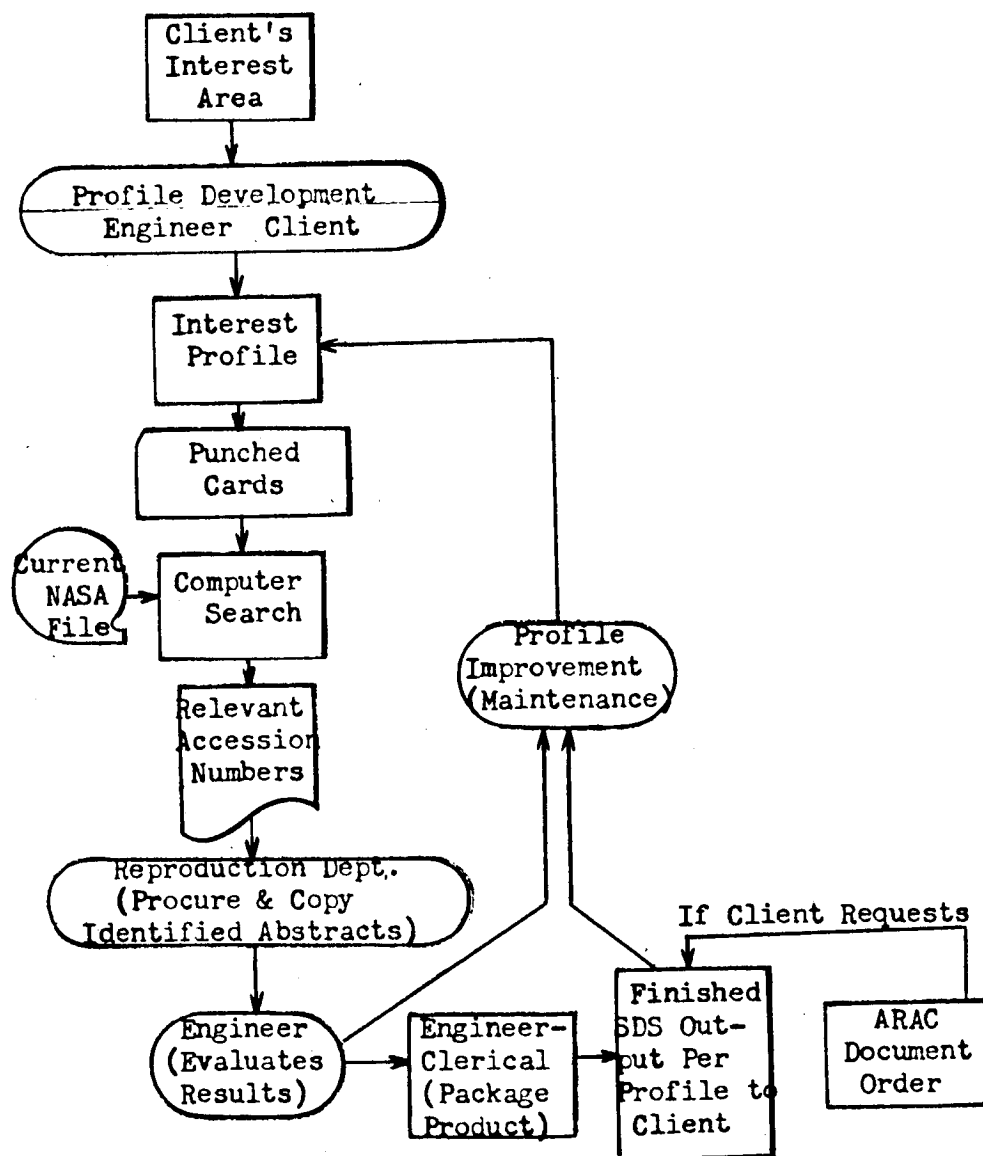 Client's
Interest
Area
Profile Development
Engineer Client
Interest
Profile
Punched
Cards
Current
NASA
File
Computer
Search
Relevant
Accession
Numbers
Profile
Improvement
(Maintenance)
Reproduction Dept.
(Procure & Copy
Identified Abstracts)
Engineer
(Evaluates
Results)
Engineer-
Clerical
(Package
Product)
Finished
SDS Out-
put Per
Profile to
Client
If Client Requests
ARAC
Document
Order